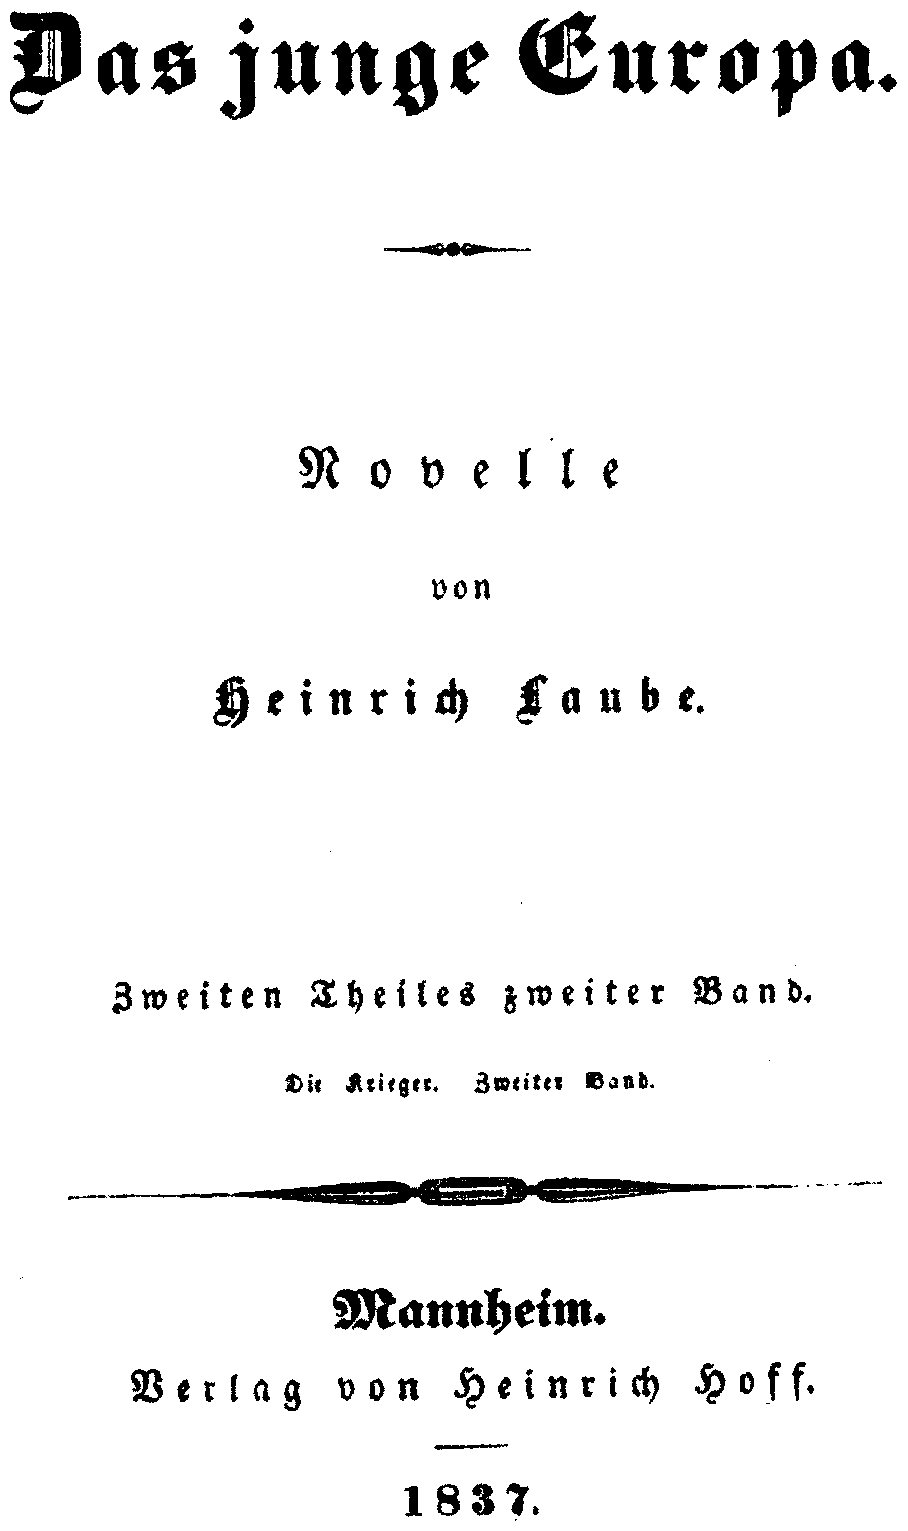 Das junge Europa.
Novelle
von
Heinrich Laube.
Zweiten Theiles zweiter Band.
Die Krieger. Zweiter Band.
Mannheim.
Verlag von Heinrich Hoff.
1837.